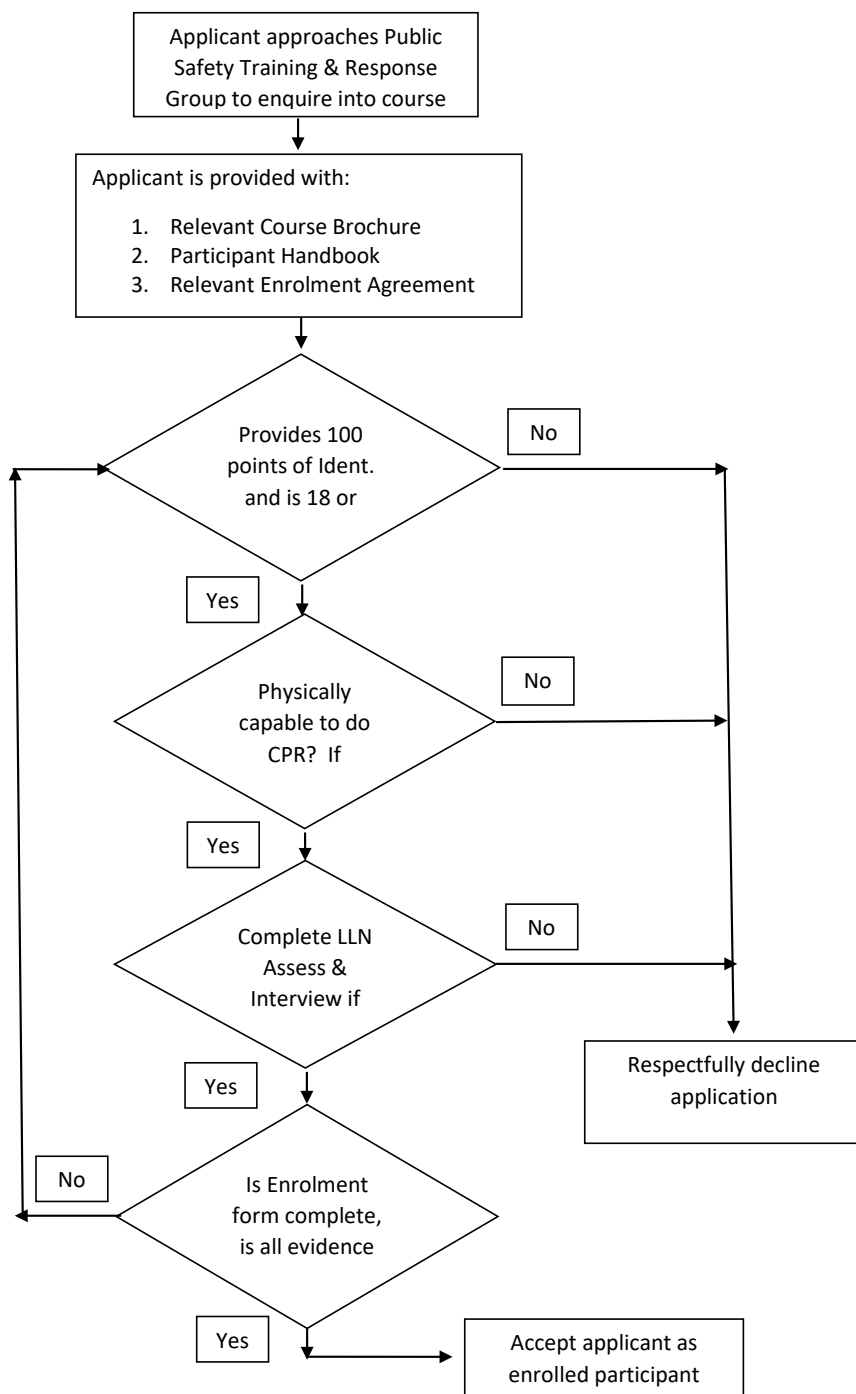 Applicant approaches Public
Safety Training & Response
Group to enquire into course
Applicant is provided with:
1. Relevant Course Brochure
2. Participant Handbook
3. Relevant Enrolment Agreement
Provides 100
points of Ident.
and is 18 or
No
Yes
Physically
capable to do
CPR? If
No
Yes
Complete LLN
Assess &
Interview if
No
Yes
Respectfully decline
application
Is Enrolment
form complete,
is all evidence
No
Yes
Accept applicant as
enrolled participant